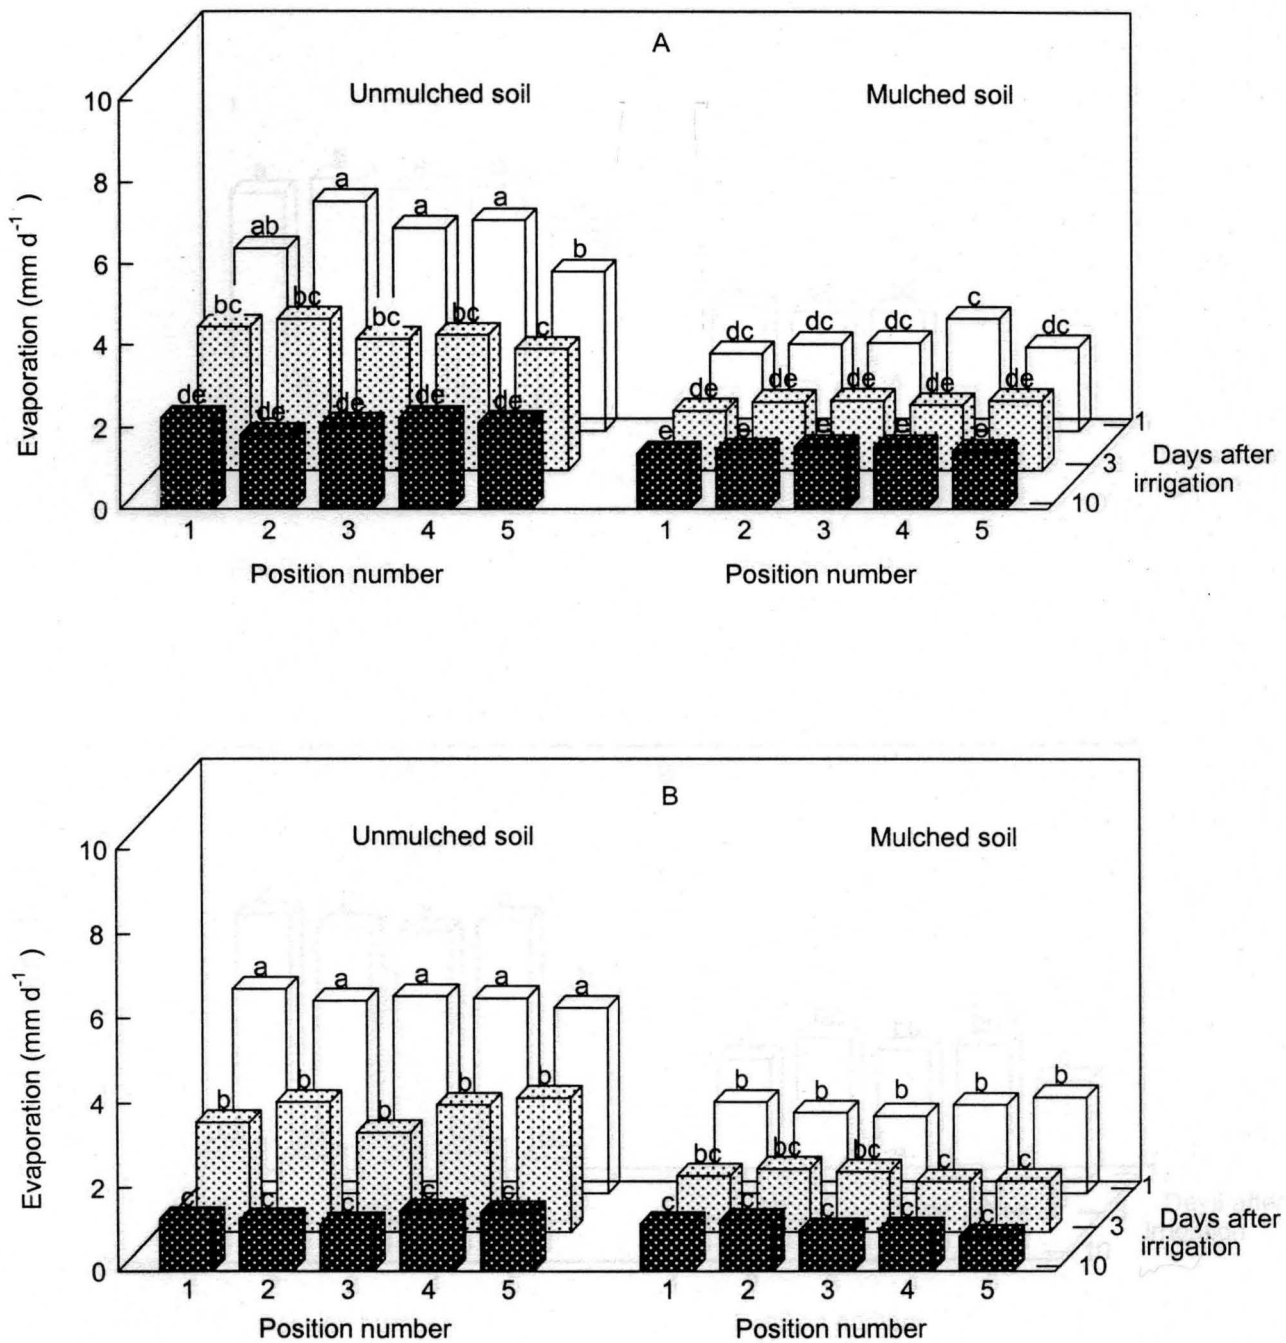 A
Unmulched soil
Mulched soil
10
8
6
4
2
0
Evaporation (mm d-1 )
a
a
a
ab
b
bc
bc
bc
bc
c
de
de
de
de
de
c
dc
dc
dc
dc
de
de
de
de
de
e
e
e
e
e
1
3
10
Days after
irrigation
1 2 3 4 5
1 2 3 4 5
Position number
Position number
B
Unmulched soil
Mulched soil
10
8
6
4
2
0
Evaporation (mm d-1 )
a
a
a
a
a
b
b
b
b
b
c
c
c
c
c
b
b
b
b
b
bc
bc
bc
c
c
c
c
c
c
c
1
3
10
Days after
irrigation
1 2 3 4 5
1 2 3 4 5
Position number
Position number